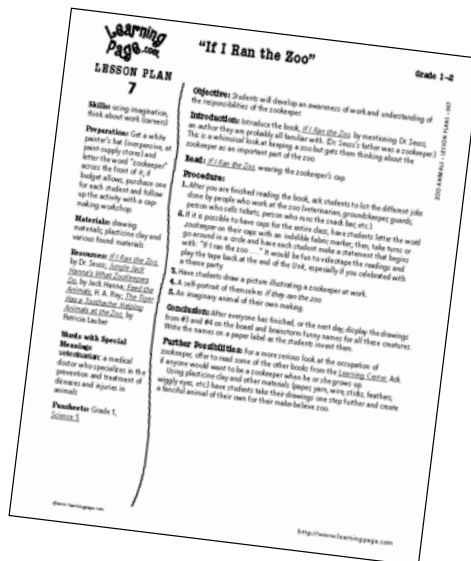 Learning
Page.com
"If I Ran the Zoo"
Grade 1–2
LESSON PLAN
7
Skills: using imagination,
think about work (careers)
Preparation: Get a white
painter's hat (inexpensive, at
paint-supply stores) and
letter the word "zookeeper"
across the front of it; if
budget allows, purchase one
for each student and follow
up the activity with a cap-
making workshop.
Materials: drawing
materials; plasticine clay and
various found materials
Resources: If I Ran the Zoo,
by Dr. Seuss; Jungle Jack
Hanna's What Zookeepers
Do, by Jack Hanna; Feed the
Animals, H. A. Rey; The Tiger
Has a Toothache: Helping
Animals at the Zoo, by
Patricia Lauber
Words with Special
Meanings
veterinarian: a medical
doctor who specializes in the
prevention and treatment of
diseases and injuries in
animals
Funsheets: Grade 1,
Science 5
Objective: Students will develop an awareness of work and understanding of
the responsibilities of the zookeeper
Introduction: Introduce the book, If I Ran the Zoo, by mentioning Dr. Seuss,
an author they are probably all familiar with. (Dr. Seuss's father was a zookeeper.)
This is a whimsical look at keeping a zoo but gets them thinking about the
zookeeper as an important part of the zoo.
Read: If I Ran the Zoo, wearing the zookeeper's cap.
Procedure:
1. After you are finished reading the book, ask students to list the different jobs
done by people who work at the zoo (veterinarian, groundskeeper, guards,
person who sells tickets, person who runs the snack bar, etc.).
2. If it is possible to have caps for the entire class, have students letter the word
zookeeper on their caps with an indelible fabric marker; then, take turns or
go around in a circle and have each student make a statement that begins
with: "If I ran the zoo . . . ." It would be fun to videotape the readings and
play the tape back at the end of the Unit, especially if you celebrated with
a theme party.
3. Have students draw a picture illustrating a zookeeper at work.
4. A self-portrait of themselves if they ran the zoo.
5. An imaginary animal of their own making.
Conclusion: After everyone has finished, or the next day, display the drawings
from #3 and #4 on the board and brainstorm funny names for all these creatures.
Write the names on a paper label as the students invent them.
Further Possibilities: For a more serious look at the occupation of
zookeeper, offer to read some of the other books from the Learning Center. Ask
if anyone would want to be a zookeeper when he or she grows up.
Using plasticine clay and other materials (paper, yarn, wire, sticks, feathers,
wiggly eyes, etc.) have students take their drawings one step further and create
a fanciful animal of their own for their make-believe zoo.
ZOO ANIMALS • LESSON PLANS •
http://www.learningpage.com